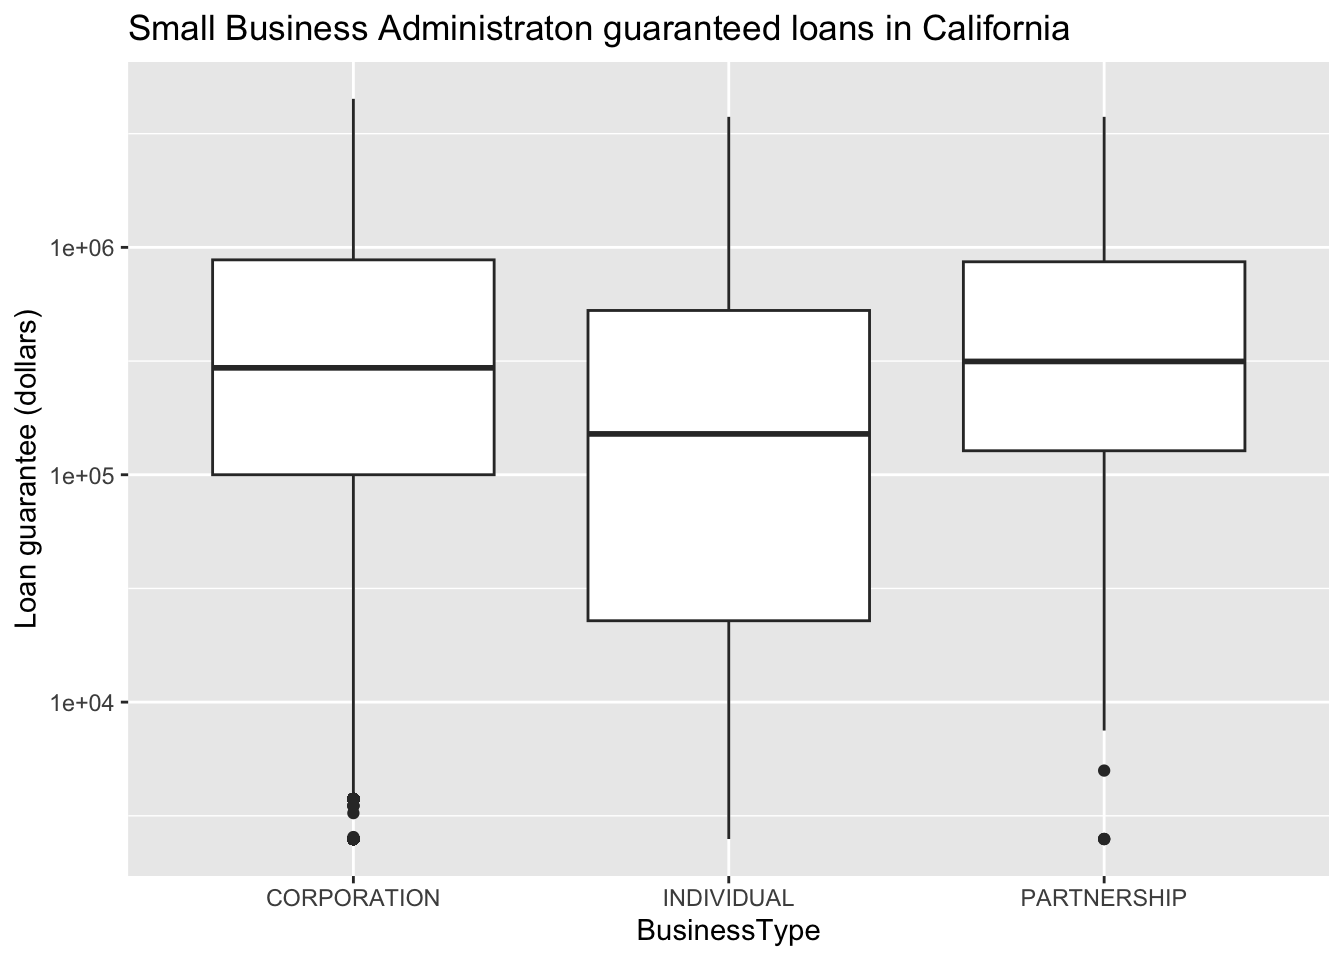 Small Business Administraton guaranteed loans in California
Loan guarantee (dollars)
1e+06
1e+05
1e+04
CORPORATION
INDIVIDUAL
PARTNERSHIP
BusinessType